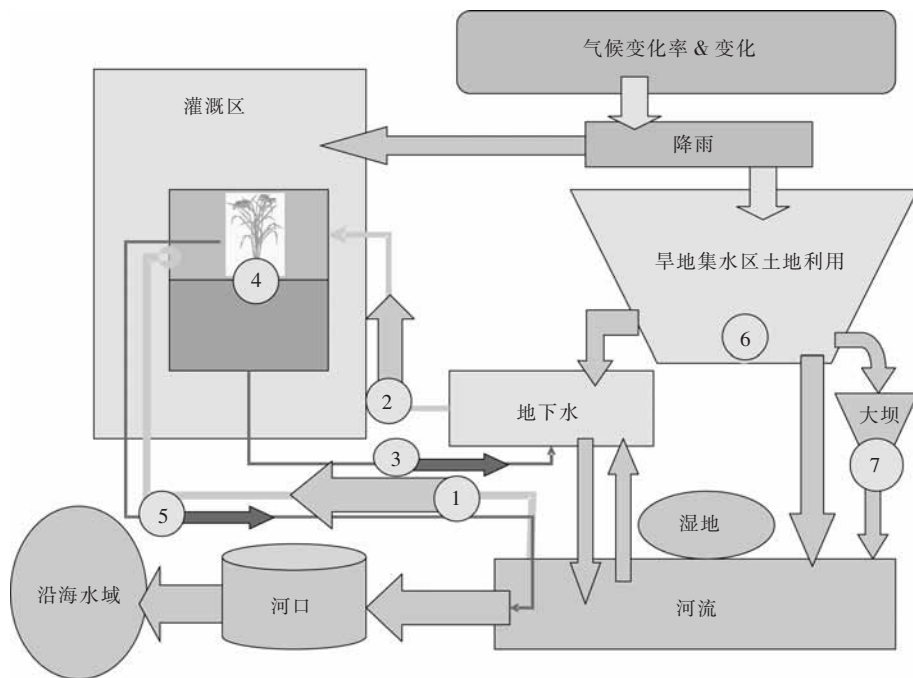 气候变化率 & 变化
灌溉区
降雨
旱地集水区土地利用
4
6
2
地下水
大坝
3
7
1
5
湿地
沿海水域
河口
河流